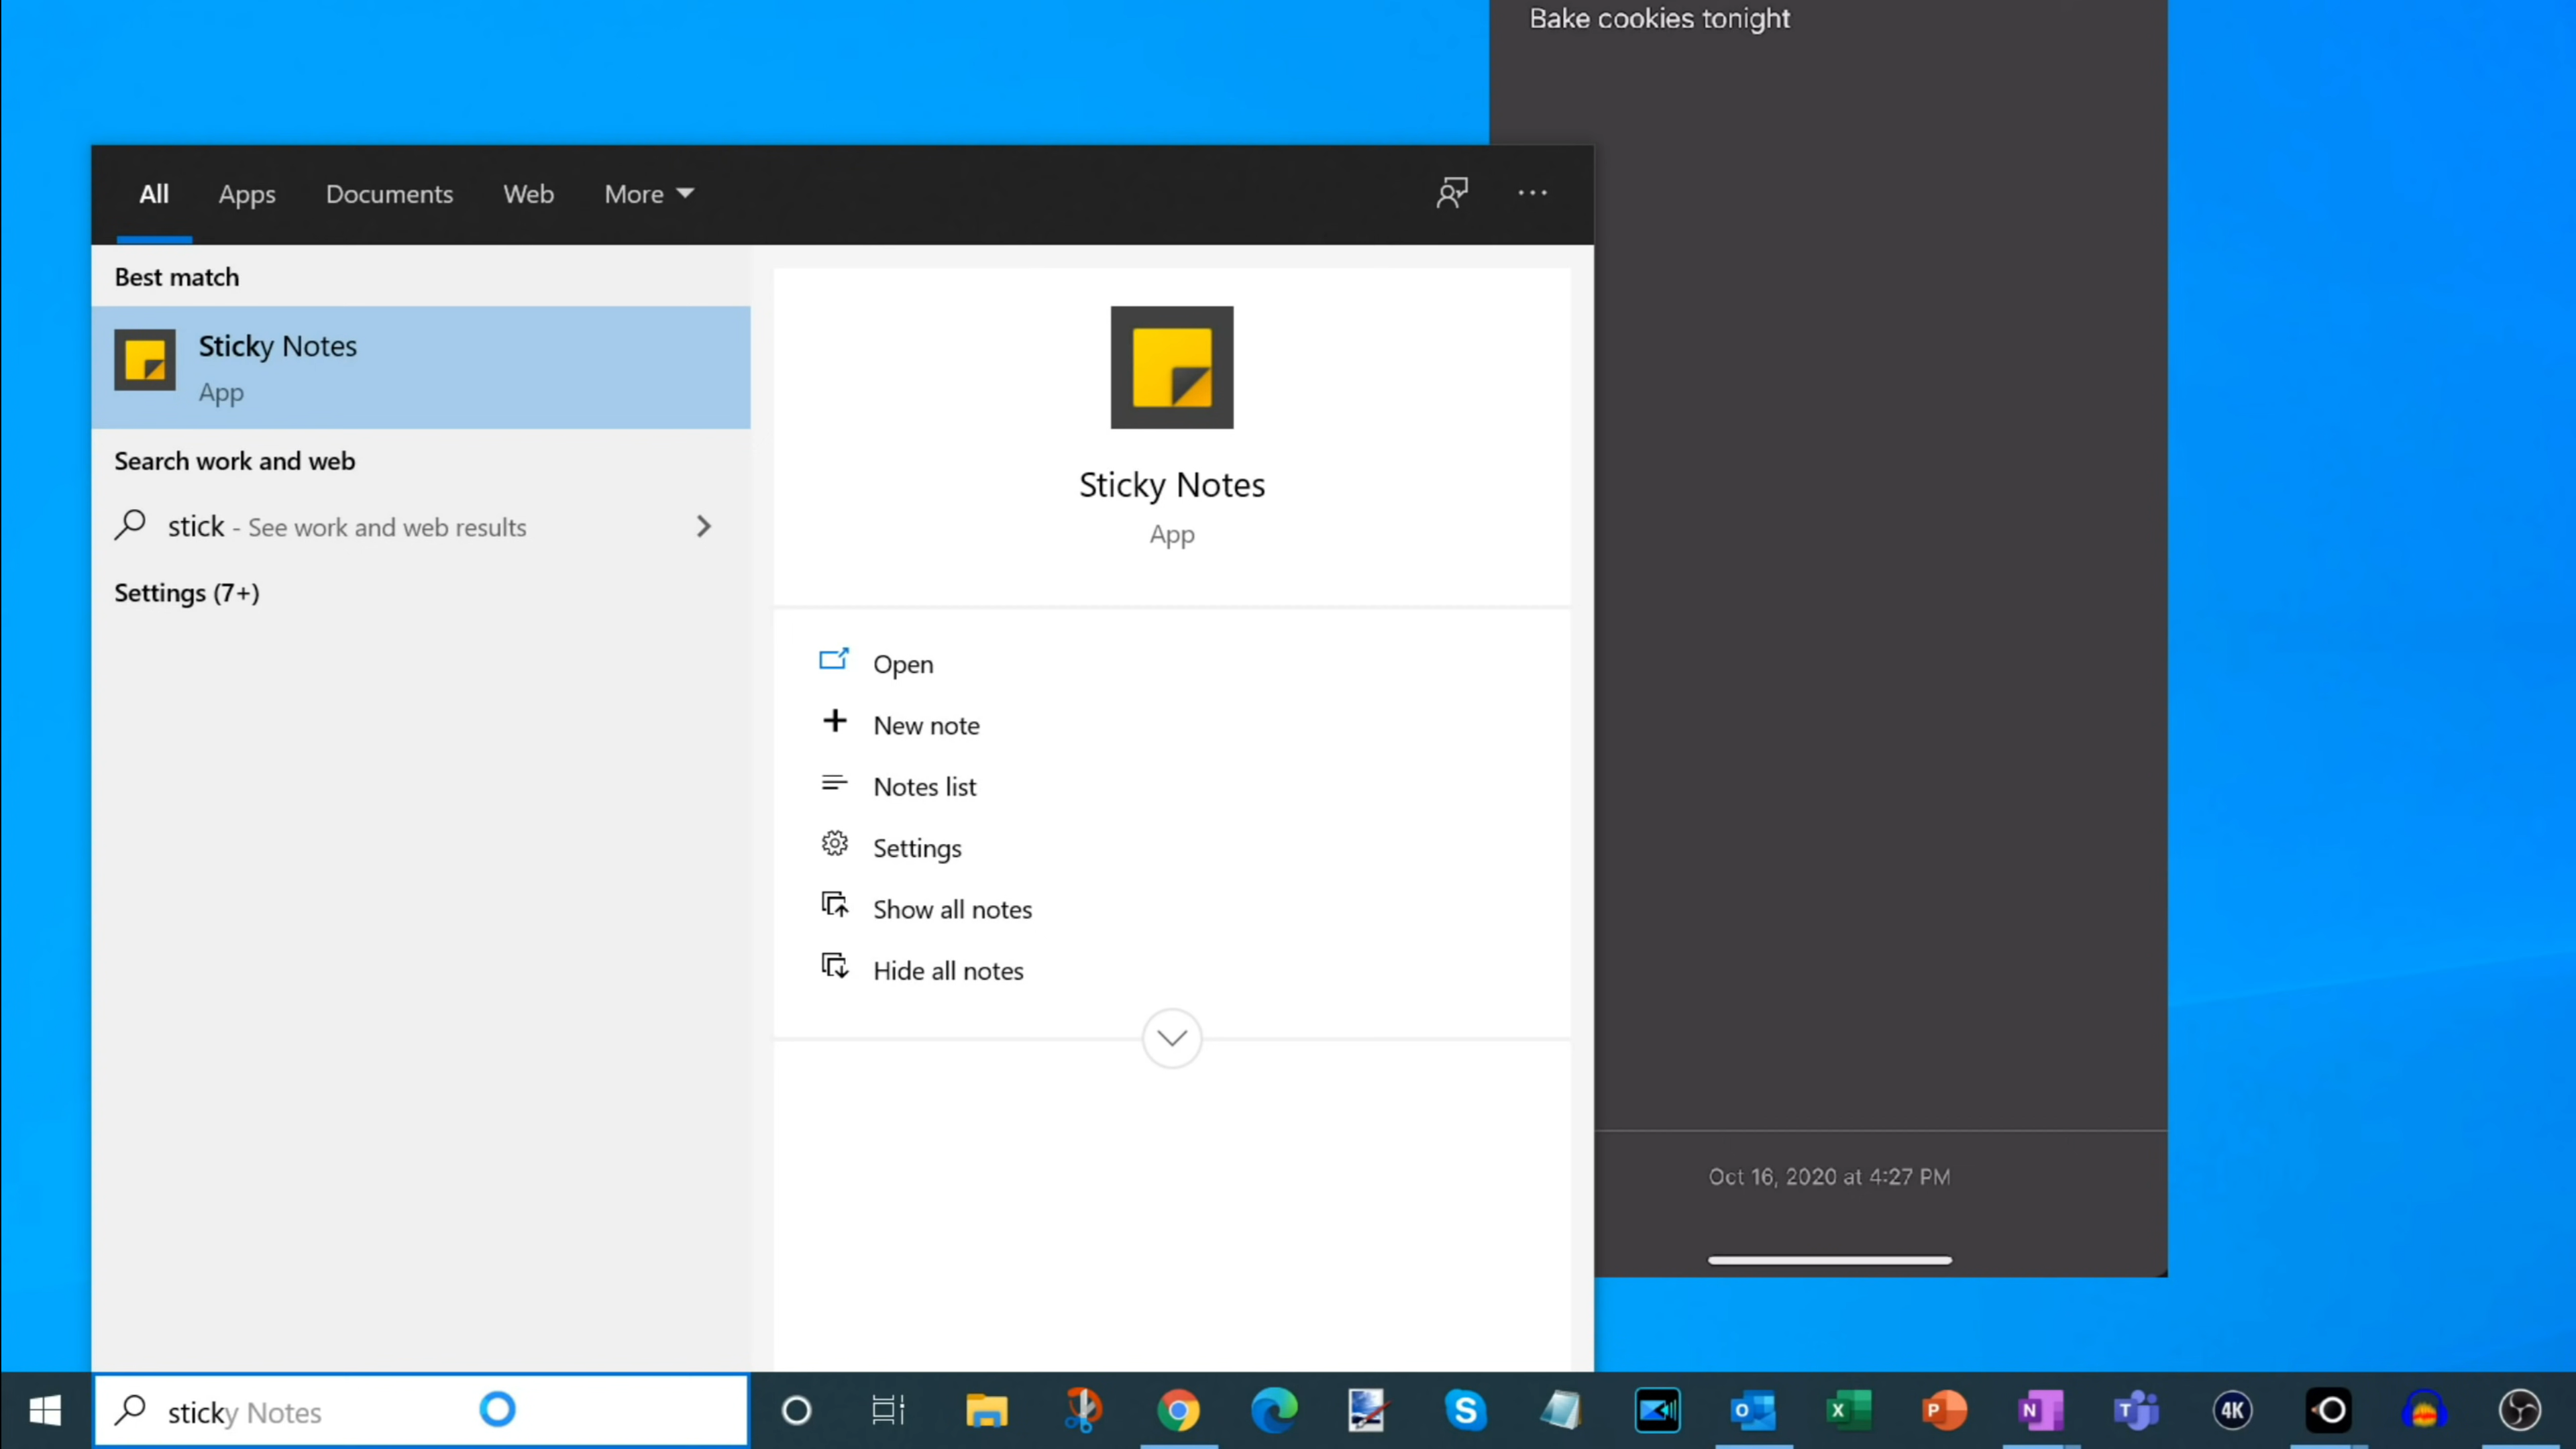 Bake cookies tonight
All Apps Documents Web More
Best match
Sticky Notes
App
Search work and web
stick - See work and web results
Settings (7+)
Sticky Notes
App
Open
New note
Notes list
Settings
Show all notes
Hide all notes
Oct 16, 2020 at 4:27 PM
sticky Notes
S
O
X
P
N
T
4K